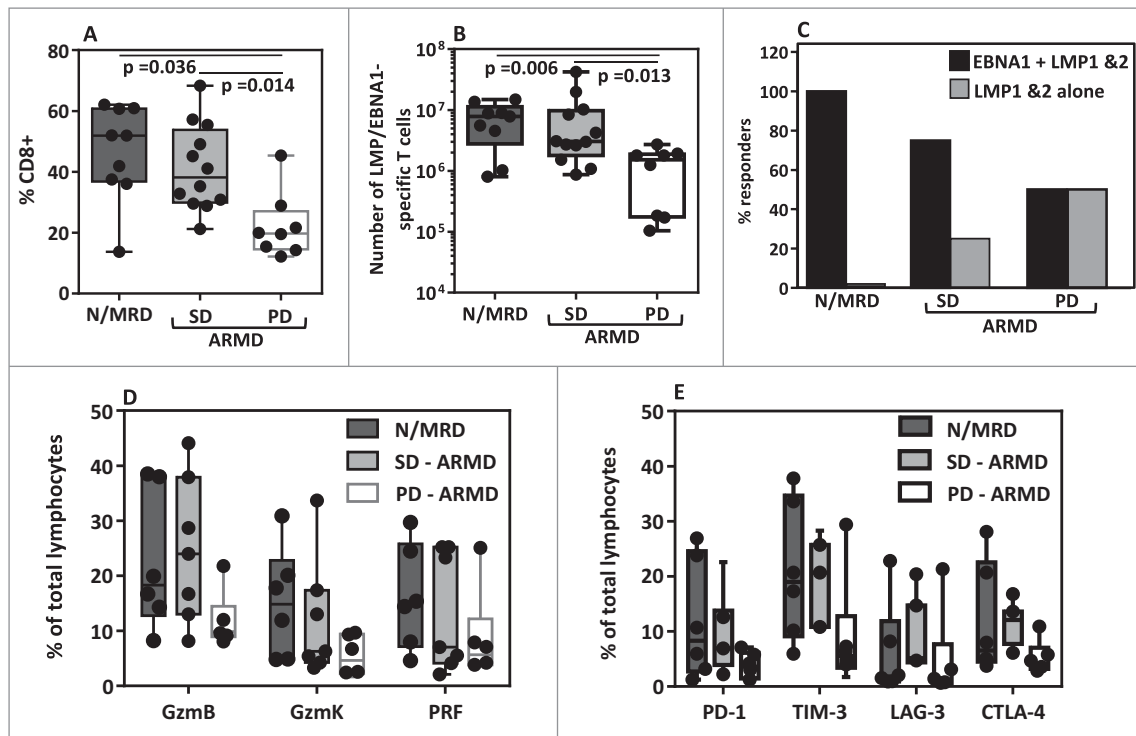 A
% CD8+
80
60
40
20
0
p =0.036
p =0.014
N/MRD
SD
PD
ARMD
B
Number of LMP/EBNA1-
specific T cells
10⁸
10⁷
10⁶
10⁵
10⁴
p =0.006
p =0.013
N/MRD
SD
PD
ARMD
C
% responders
120
100
80
60
40
20
0
EBNA1 + LMP1 &2
LMP1 &2 alone
N/MRD
SD
PD
ARMD
D
% of total lymphocytes
50
40
30
20
10
0
N/MRD
SD - ARMD
PD - ARMD
GzmB
GzmK
PRF
E
% of total lymphocytes
50
40
30
20
10
0
N/MRD
SD - ARMD
PD - ARMD
PD-1
TIM-3
LAG-3
CTLA-4